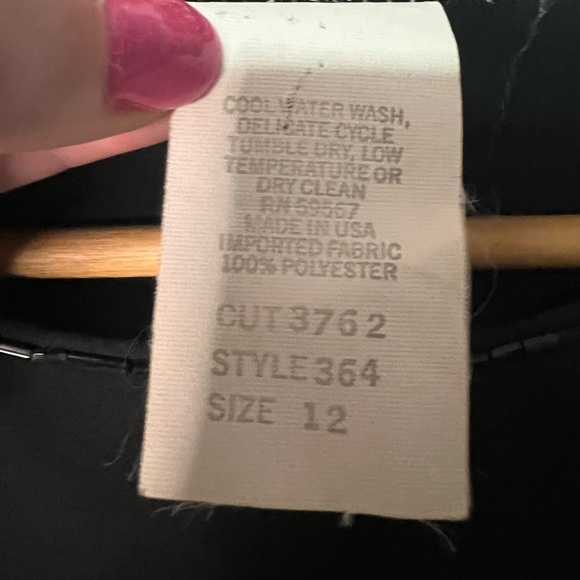 COOL WATER WASH,
DELICATE CYCLE
TUMBLE DRY, LOW
TEMPERATURE OR
DRY CLEAN
RN 59567
MADE IN USA
IMPORTED FABRIC
100% POLYESTER
CUT 3762
STYLE 364
SIZE 12